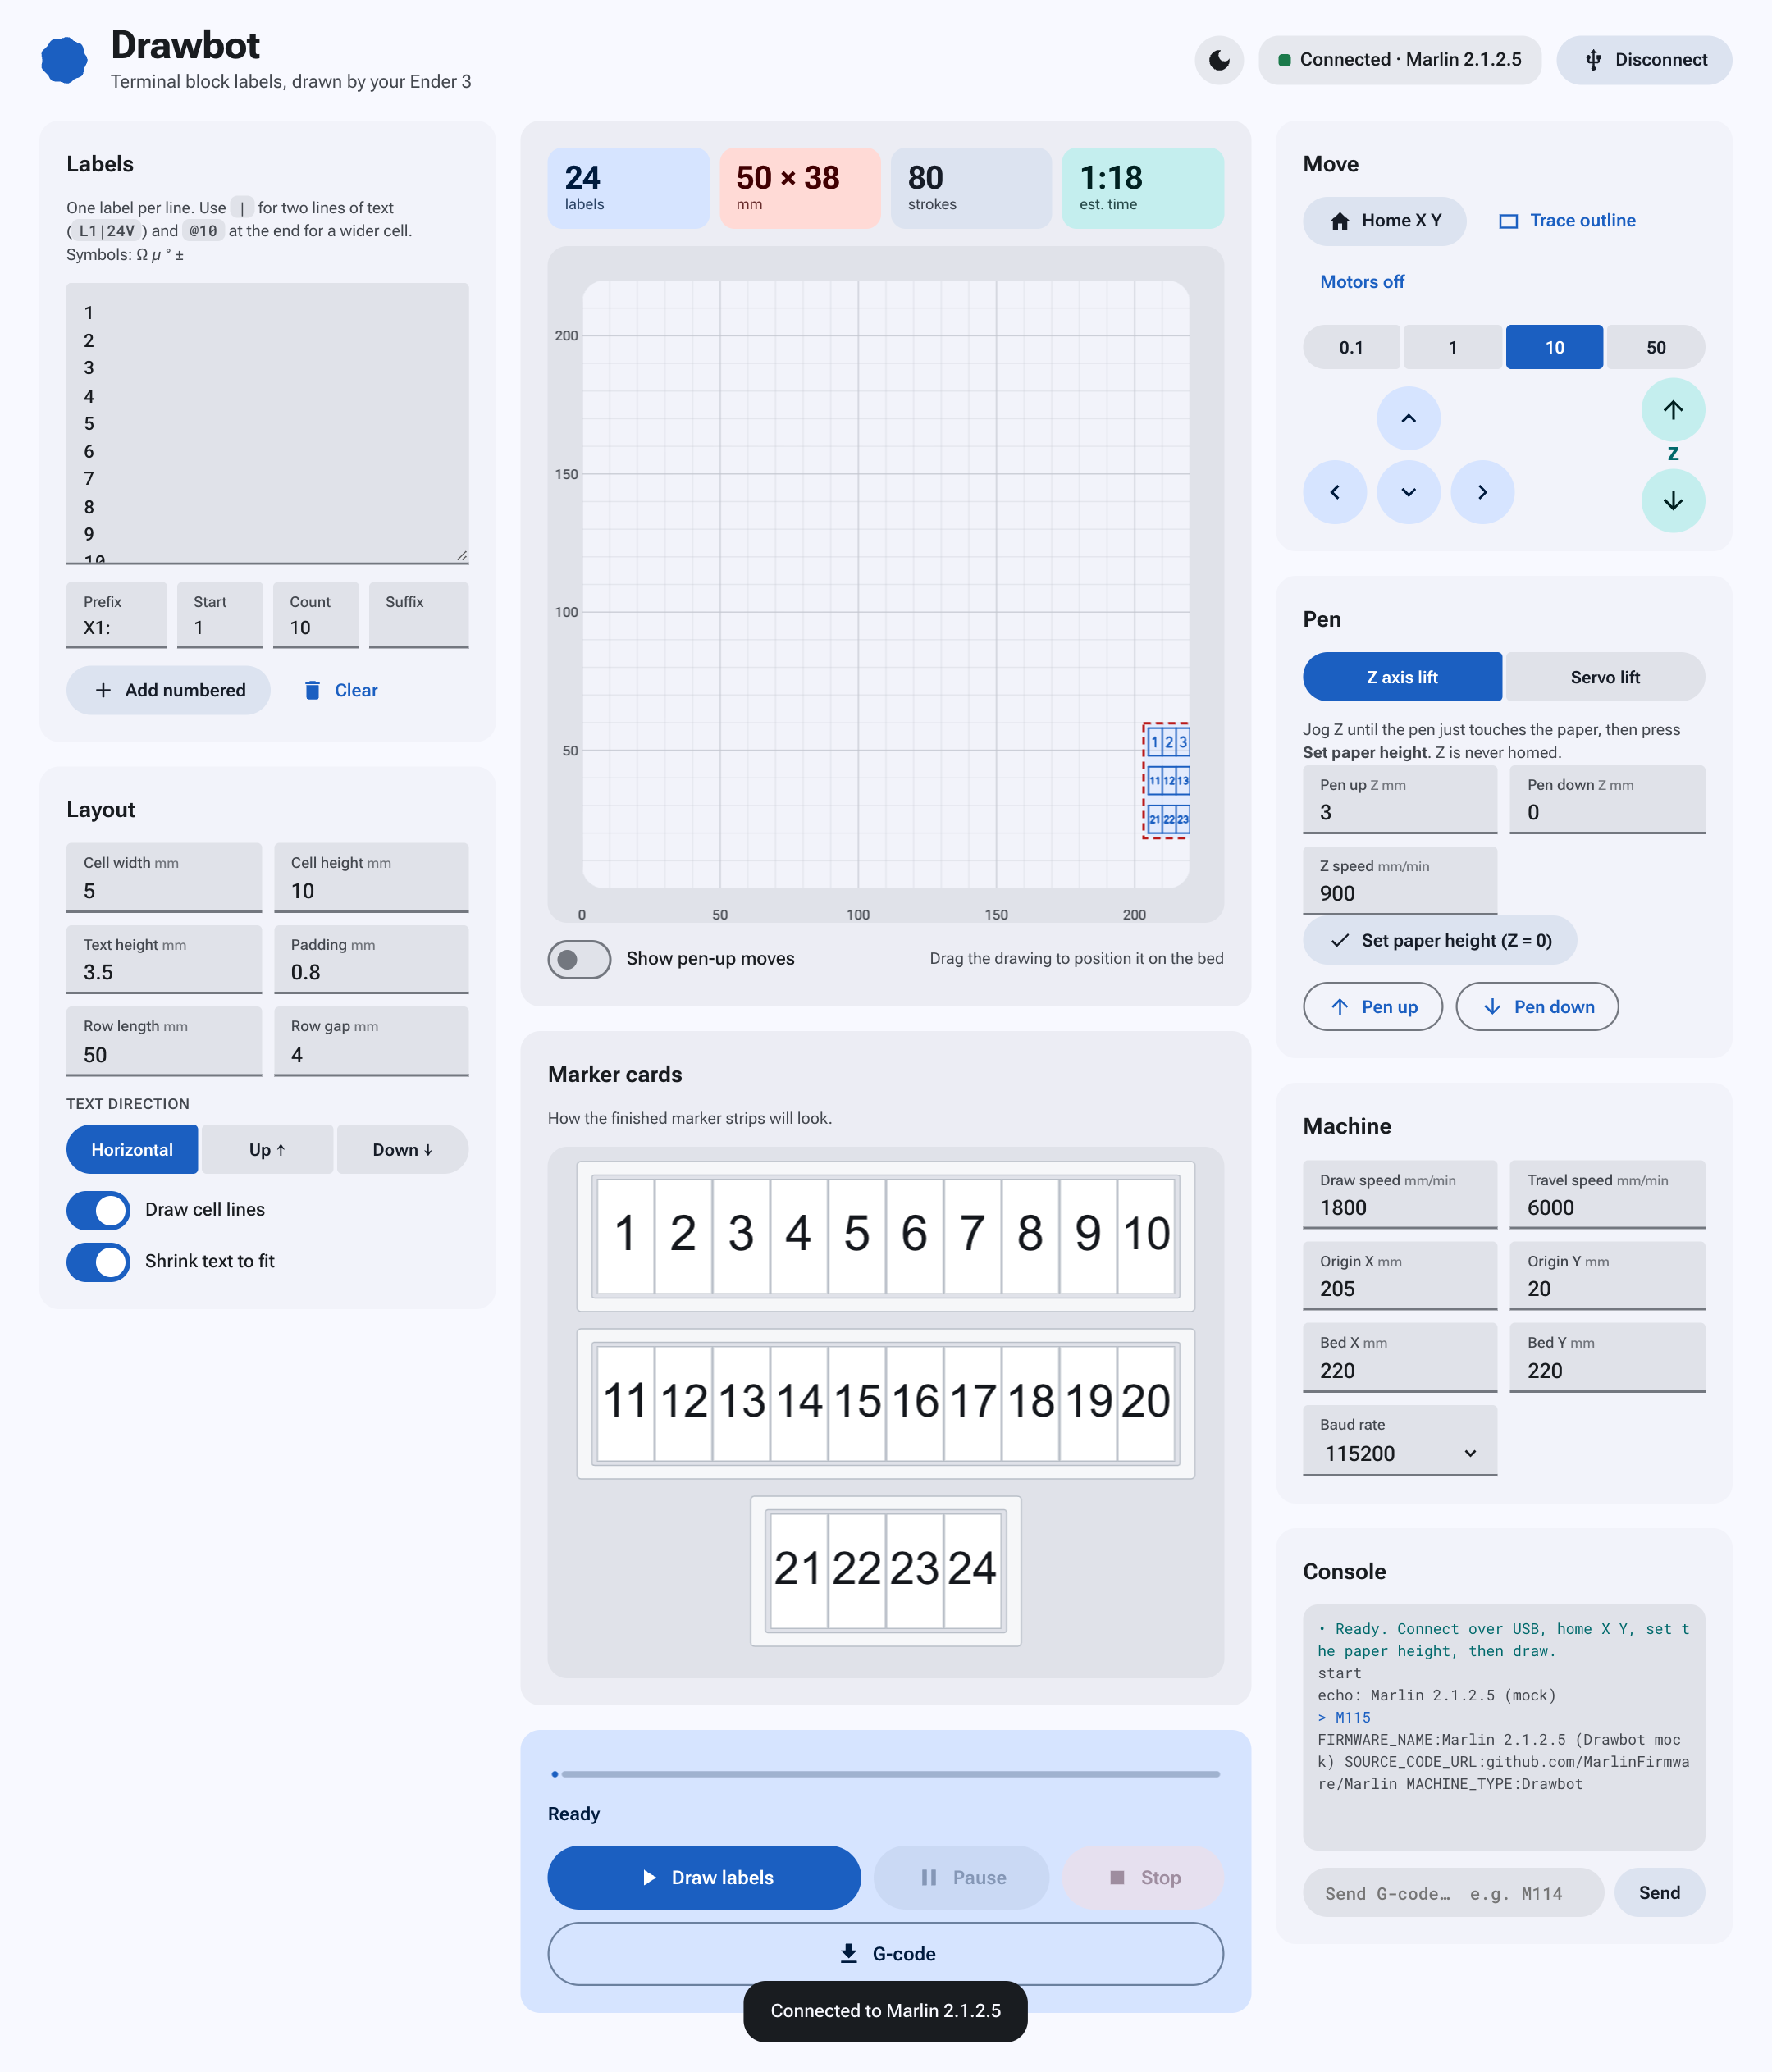 Drawbot
Terminal block labels, drawn by your Ender 3
Connected · Marlin 2.1.2.5
Disconnect
Labels
One label per line. Use | for two lines of text
( L1|24V ) and @10 at the end for a wider cell.
Symbols: Ω µ ° ±
1
2
3
4
5
6
7
8
9
10
Prefix
X1:
Start
1
Count
10
Suffix
Add numbered
Clear
Layout
Cell width mm
5
Cell height mm
10
Text height mm
3.5
Padding mm
0.8
Row length mm
50
Row gap mm
4
TEXT DIRECTION
Horizontal
Up ↑
Down ↓
Draw cell lines
Shrink text to fit
24
labels
50 × 38
mm
80
strokes
1:18
est. time
200
150
100
50
1 2 3
11 12 13
21 22 23
0 50 100 150 200
Show pen-up moves
Drag the drawing to position it on the bed
Marker cards
How the finished marker strips will look.
1 2 3 4 5 6 7 8 9 10
11 12 13 14 15 16 17 18 19 20
21 22 23 24
Ready
Draw labels
Pause
Stop
G-code
Connected to Marlin 2.1.2.5
Move
Home X Y
Trace outline
Motors off
0.1
1
10
50
Z
Pen
Z axis lift
Servo lift
Jog Z until the pen just touches the paper, then press
Set paper height. Z is never homed.
Pen up Z mm
3
Pen down Z mm
0
Z speed mm/min
900
Set paper height (Z = 0)
Pen up
Pen down
Machine
Draw speed mm/min
1800
Travel speed mm/min
6000
Origin X mm
205
Origin Y mm
20
Bed X mm
220
Bed Y mm
220
Baud rate
115200
Console
• Ready. Connect over USB, home X Y, set t
he paper height, then draw.
start
echo: Marlin 2.1.2.5 (mock)
> M115
FIRMWARE_NAME:Marlin 2.1.2.5 (Drawbot moc
k) SOURCE_CODE_URL:github.com/MarlinFirmwa
re/Marlin MACHINE_TYPE:Drawbot
Send G-code… e.g. M114
Send